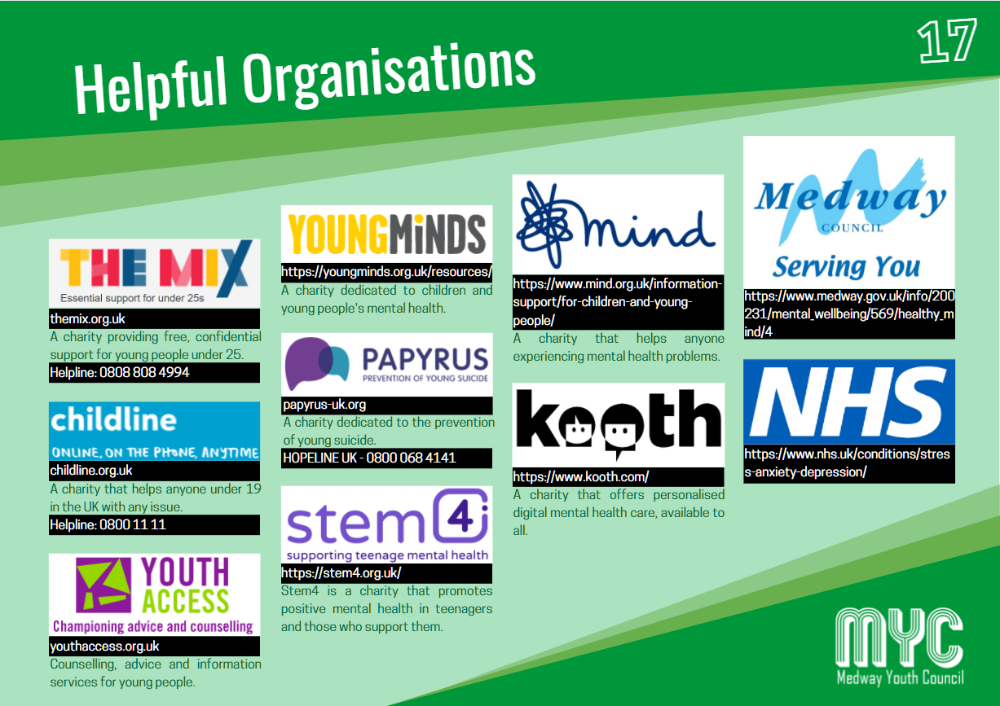 Helpful Organisations
17
THE MIX
Essential support for under 25s
themix.org.uk
A charity providing free, confidential
support for young people under 25.
Helpline: 0808 808 4994
childline
ONLINE, ON THE PHONE, ANYTIME
childline.org.uk
A charity that helps anyone under 19
in the UK with any issue.
Helpline: 0800 11 11
YOUTH
ACCESS
Championing advice and counselling
youthaccess.org.uk
Counselling, advice and information
services for young people.
YOUNGMiNDS
https://youngminds.org.uk/resources/
A charity dedicated to children and
young people's mental health.
PAPYRUS
PREVENTION OF YOUNG SUICIDE
papyrus-uk.org
A charity dedicated to the prevention
of young suicide.
HOPELINE UK - 0800 068 4141
stem4
supporting teenage mental health
https://stem4.org.uk/
Stem4 is a charity that promotes
positive mental health in teenagers
and those who support them.
mind
https://www.mind.org.uk/information-
support/for-children-and-young-
people/
A charity that helps anyone
experiencing mental health problems.
kooth
https://www.kooth.com/
A charity that offers personalised
digital mental health care, available to
all.
Medway
COUNCIL
Serving You
https://www.medway.gov.uk/info/200
231/mental_wellbeing/569/healthy_m
ind/4
NHS
https://www.nhs.uk/conditions/stres
s-anxiety-depression/
MYC
Medway Youth Council